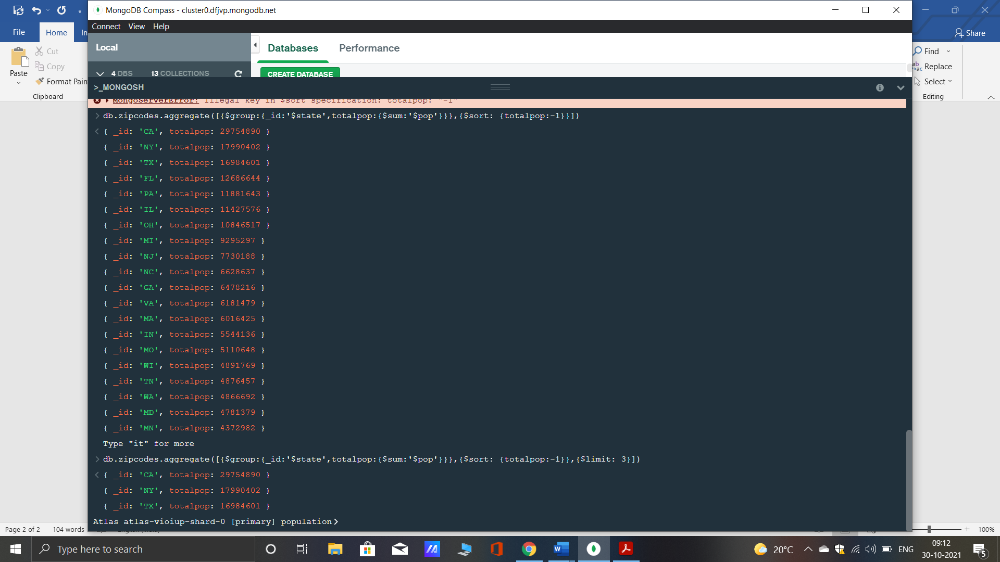 MongoDB Compass - cluster0.dfjvp.mongodb.net
File
Home
In
Share
Connect
View
Help
Cut
Copy
Paste
Format Pain
Clipboard
Find
Replace
Select
Editing
Local
Databases
Performance
4 DBS
13 COLLECTIONS
CREATE DATABASE
>_MONGOSH
MongoServerError: Illegal key in $sort specification: totalpop: "-1"
> db.zipcodes.aggregate([{$group:{_id:'$state',totalpop:{$sum:'$pop'}}},{$sort: {totalpop:-1}}])
< { _id: 'CA', totalpop: 29754890 }
{ _id: 'NY', totalpop: 17990402 }
{ _id: 'TX', totalpop: 16984601 }
{ _id: 'FL', totalpop: 12686644 }
{ _id: 'PA', totalpop: 11881643 }
{ _id: 'IL', totalpop: 11427576 }
{ _id: 'OH', totalpop: 10846517 }
{ _id: 'MI', totalpop: 9295297 }
{ _id: 'NJ', totalpop: 7730188 }
{ _id: 'NC', totalpop: 6628637 }
{ _id: 'GA', totalpop: 6478216 }
{ _id: 'VA', totalpop: 6181479 }
{ _id: 'MA', totalpop: 6016425 }
{ _id: 'IN', totalpop: 5544136 }
{ _id: 'MO', totalpop: 5110648 }
{ _id: 'WI', totalpop: 4891769 }
{ _id: 'TN', totalpop: 4876457 }
{ _id: 'WA', totalpop: 4866692 }
{ _id: 'MD', totalpop: 4781379 }
{ _id: 'MN', totalpop: 4372982 }
Type "it" for more
> db.zipcodes.aggregate([{$group:{_id:'$state',totalpop:{$sum:'$pop'}}},{$sort: {totalpop:-1}},{$limit: 3}])
< { _id: 'CA', totalpop: 29754890 }
{ _id: 'NY', totalpop: 17990402 }
{ _id: 'TX', totalpop: 16984601 }
Atlas atlas-vioiup-shard-0 [primary] population>
Page 2 of 2
104 words
100%
Type here to search
20°C
ENG
09:12
30-10-2021
5